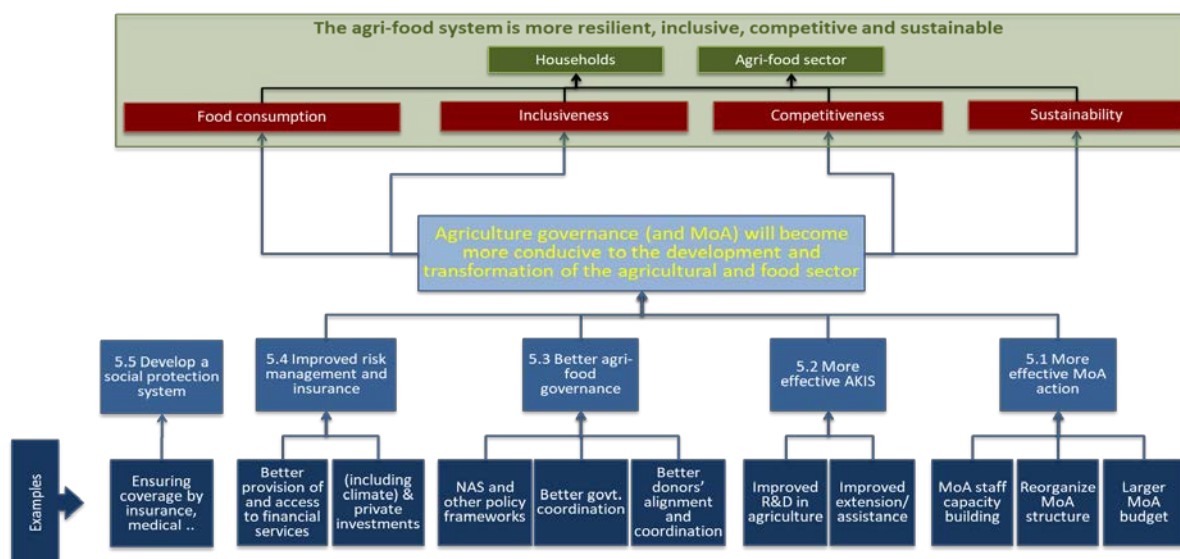 The agri-food system is more resilient, inclusive, competitive and sustainable
Households
Agri-food sector
Food consumption
Inclusiveness
Competitiveness
Sustainability
Agriculture governance (and MoA) will become
more conducive to the development and
transformation of the agricultural and food sector
5.5 Develop a
social protection
system
5.4 Improved risk
management and
insurance
5.3 Better agri-
food
governance
5.2 More
effective AKIS
5.1 More
effective MoA
action
Examples
Ensuring
coverage by
insurance,
medical ..
Better
provision of
and access
to financial
services
(including
climate) &
private
investments
NAS and
other policy
frameworks
Better govt.
coordination
Better
donors’
alignment
and
coordination
Improved
R&D in
agriculture
Improved
extension/
assistance
MoA staff
capacity
building
Reorganize
MoA
structure
Larger
MoA
budget